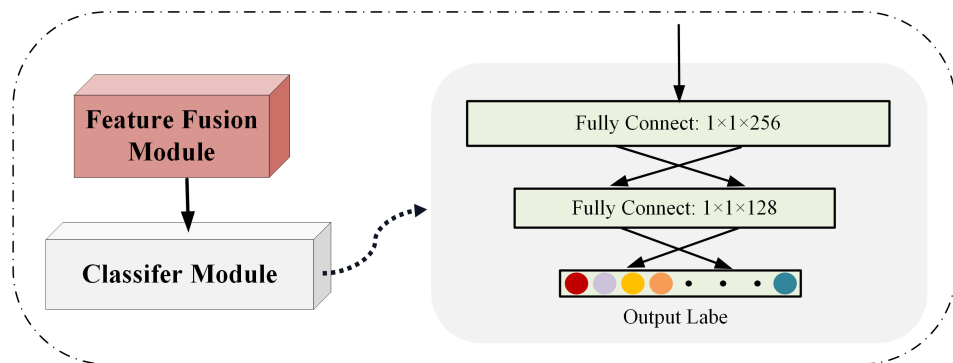 Feature Fusion
Module
Classifer Module
Fully Connect: 1×1×256
Fully Connect: 1×1×128
Output Labe